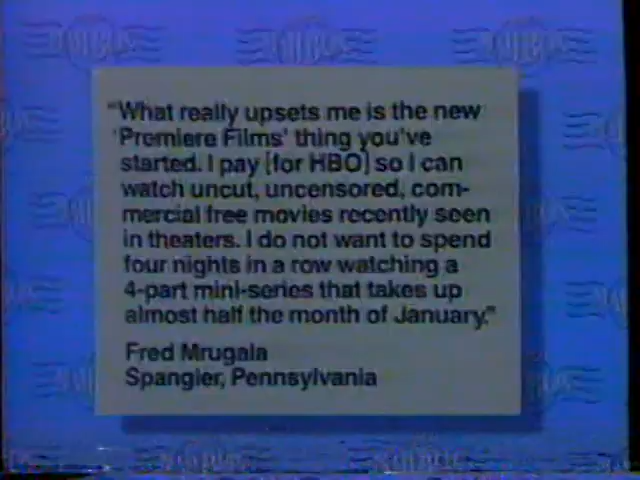 "What really upsets me is the new
'Premiere Films' thing you've
started. I pay [for HBO] so I can
watch uncut, uncensored, com-
mercial free movies recently seen
in theaters. I do not want to spend
four nights in a row watching a
4-part mini-series that takes up
almost half the month of January."
Fred Mrugala
Spangler, Pennsylvania